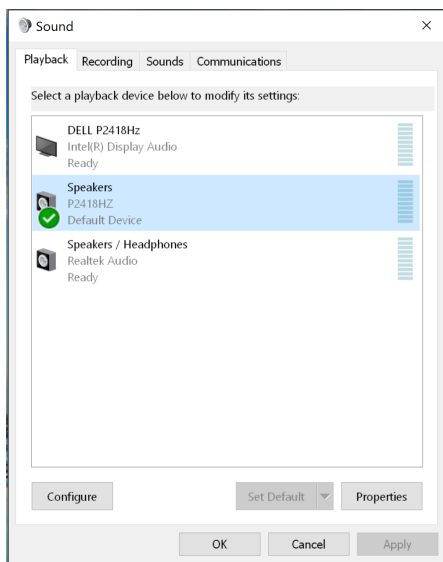 Sound
Playback Recording Sounds Communications
Select a playback device below to modify its settings:
DELL P2418Hz
Intel(R) Display Audio
Ready
Speakers
P2418HZ
Default Device
Speakers / Headphones
Realtek Audio
Ready
Configure Set Default Properties
OK Cancel Apply